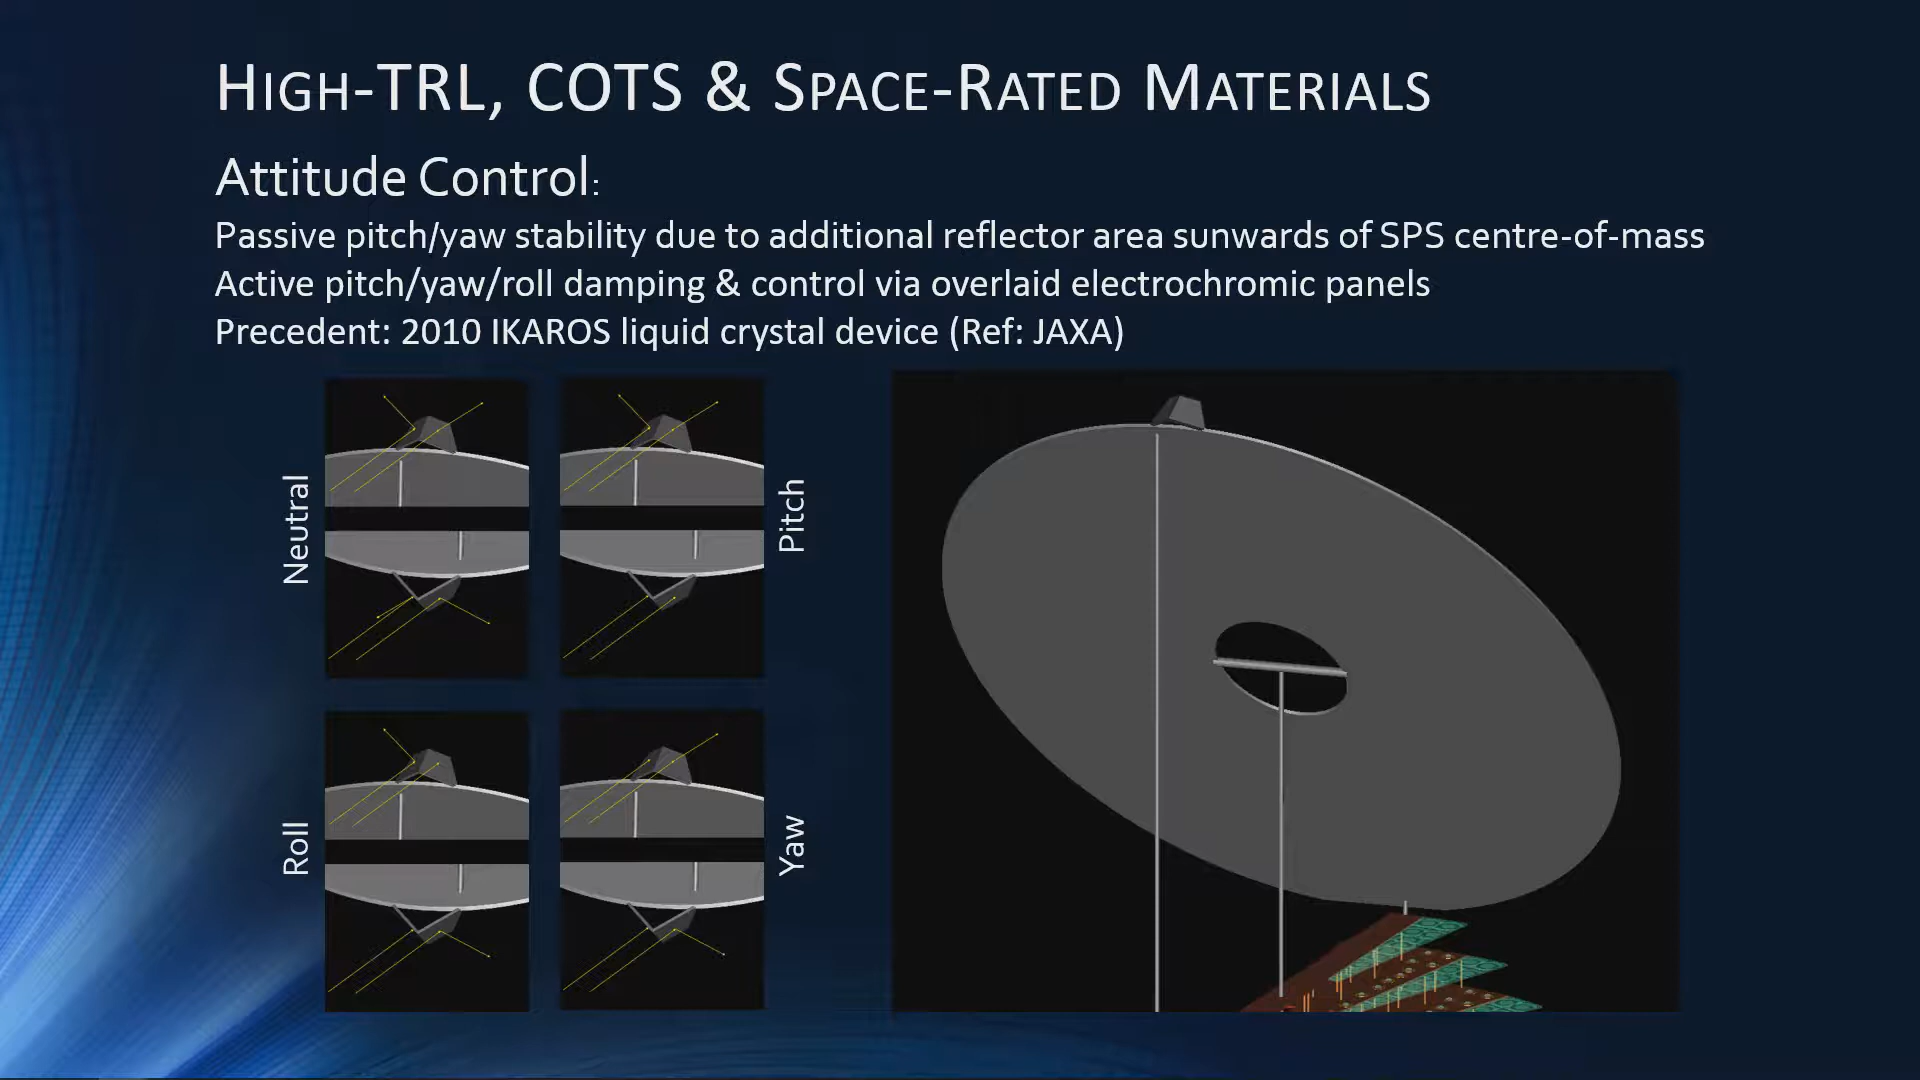 HIGH-TRL, COTS & SPACE-RATED MATERIALS
Attitude Control:
Passive pitch/yaw stability due to additional reflector area sunwards of SPS centre-of-mass
Active pitch/yaw/roll damping & control via overlaid electrochromic panels
Precedent: 2010 IKAROS liquid crystal device (Ref: JAXA)
Neutral
Pitch
Roll
Yaw